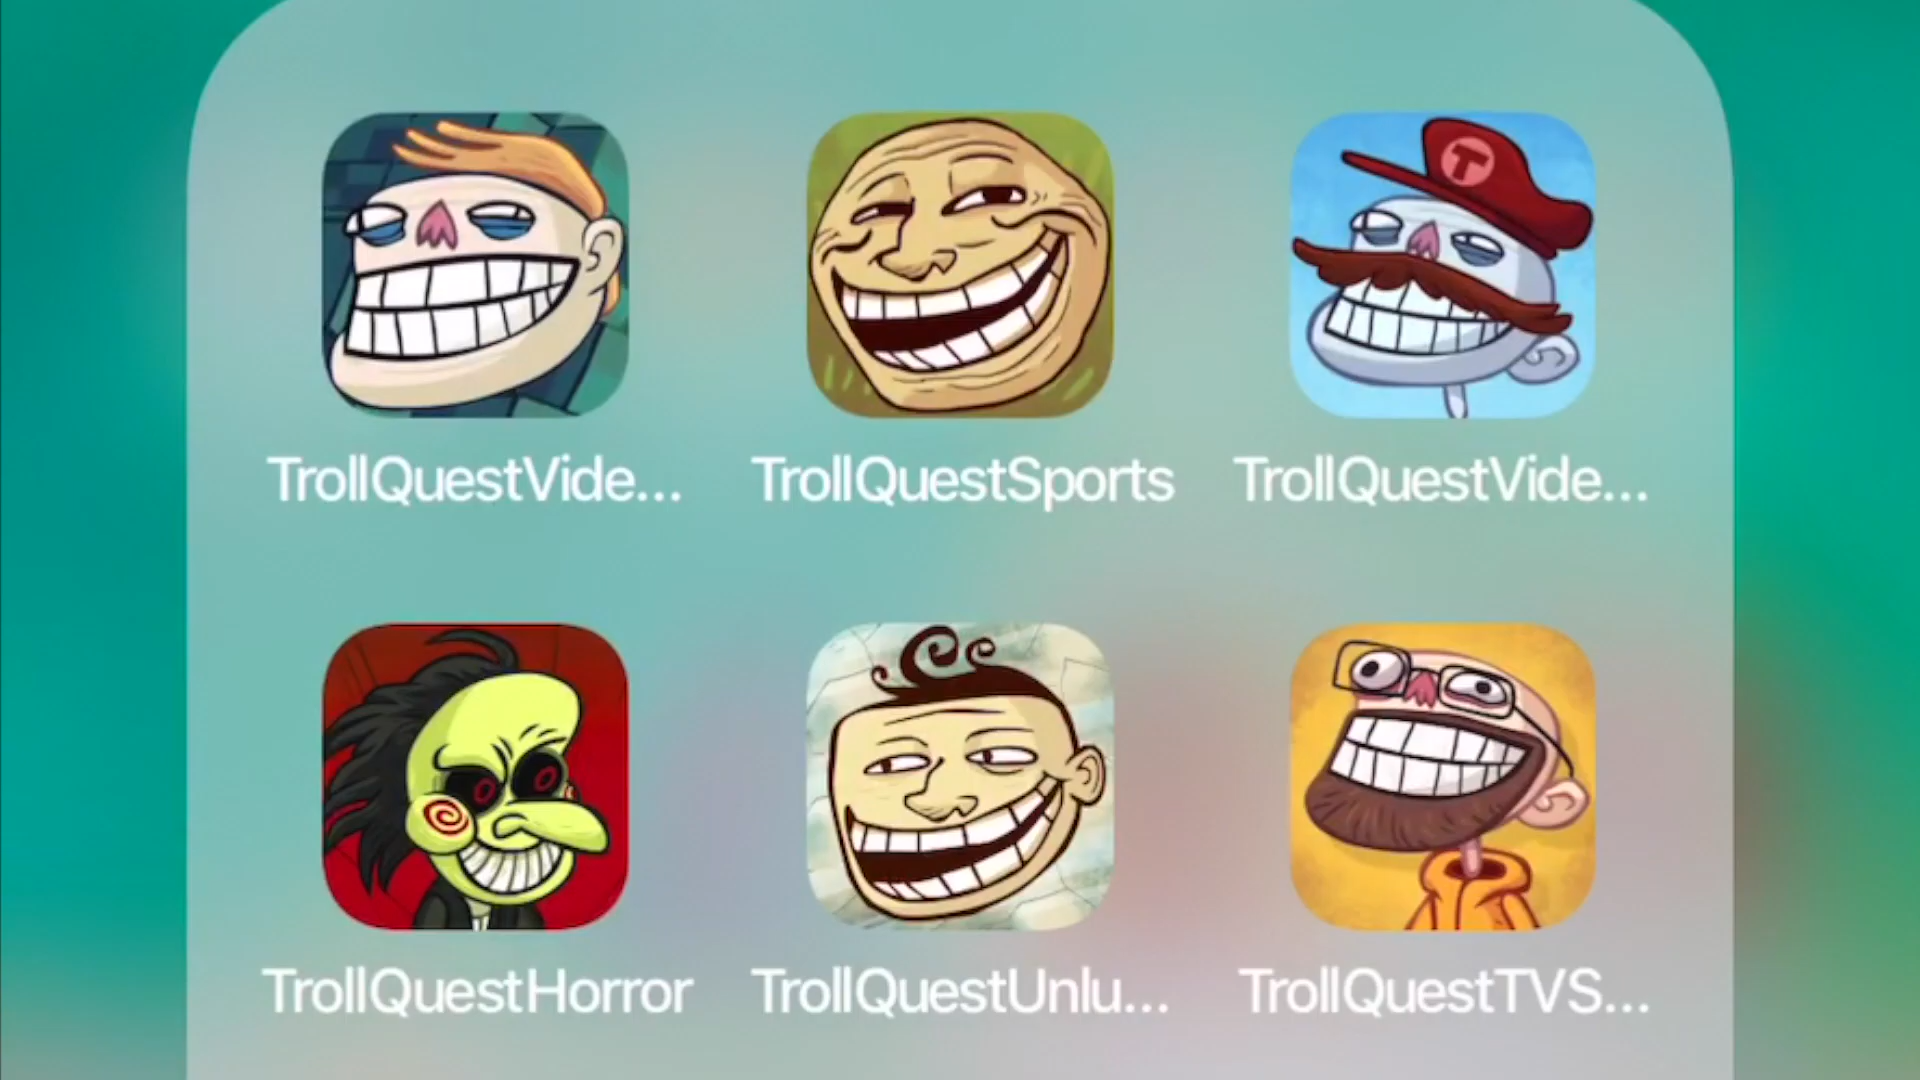 T
TrollQuestVide...
TrollQuestSports
TrollQuestVide...
TrollQuestHorror
TrollQuestUnlu...
TrollQuestTVS...